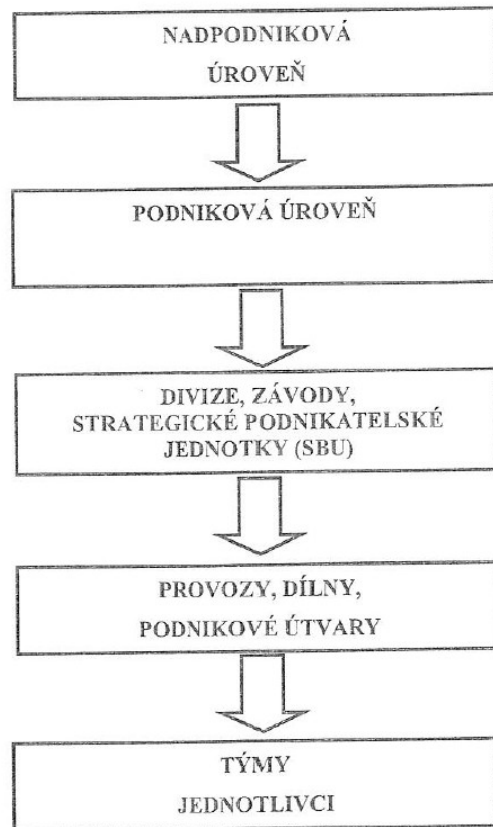 NADPODNIKOVÁ
ÚROVEŇ
PODNIKOVÁ ÚROVEŇ
DIVIZE, ZÁVODY,
STRATEGICKÉ PODNIKATELSKÉ
JEDNOTKY (SBU)
PROVOZY, DÍLNY,
PODNIKOVÉ ÚTVARY
TÝMY
JEDNOTLIVCI